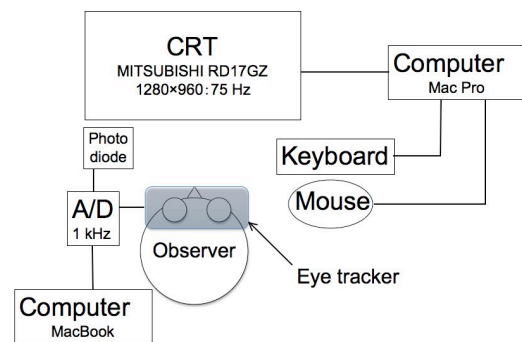 CRT
MITSUBISHI RD17GZ
1280×960:75 Hz
Computer
Mac Pro
Photo
diode
Keyboard
Mouse
A/D
1 kHz
Observer
Eye tracker
Computer
MacBook